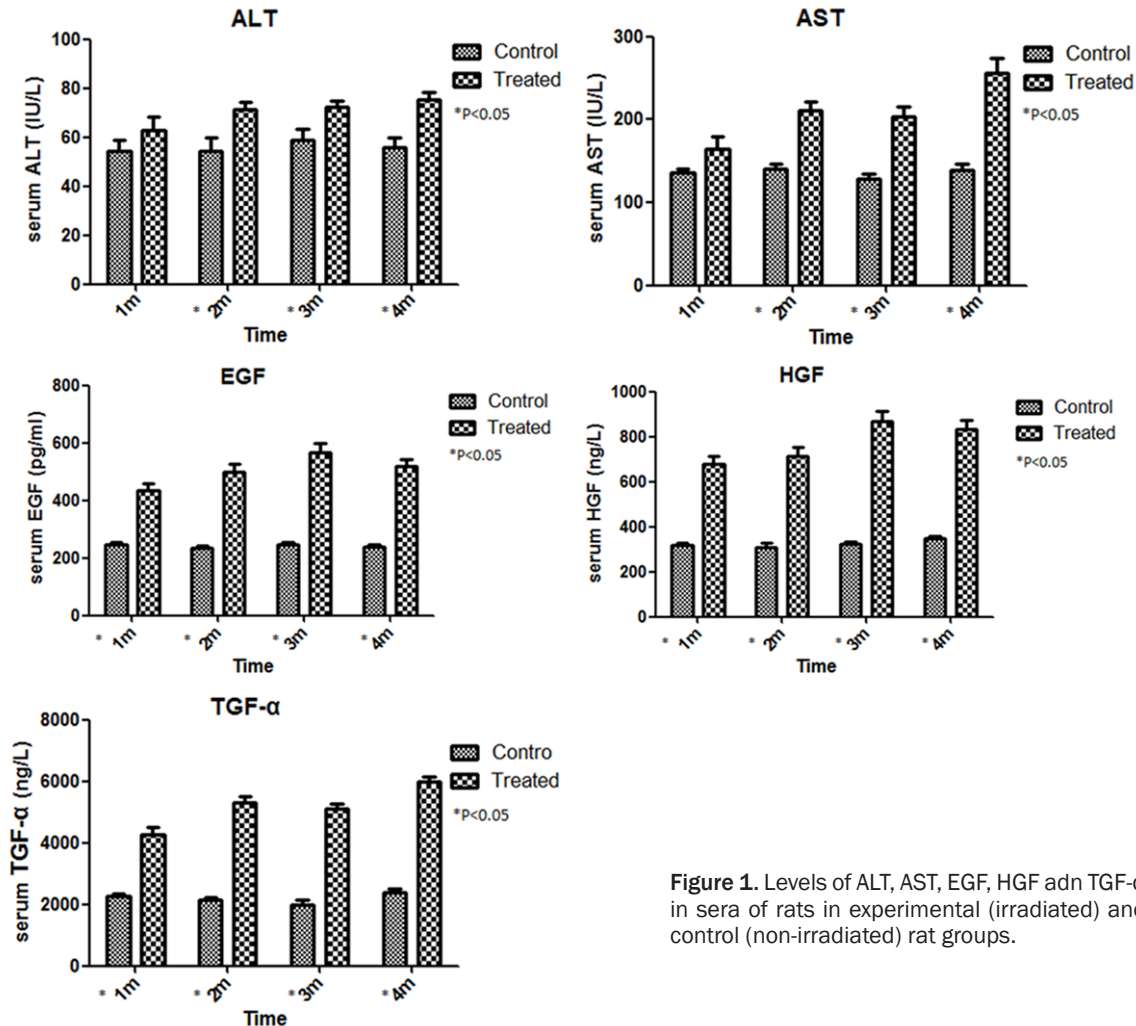 ALT
100
80
60
40
20
0
serum ALT (IU/L)
1m
* 2m
* 3m
* 4m
Time
Control
Treated
*P<0.05
AST
300
200
100
0
serum AST (IU/L)
1m
* 2m
* 3m
* 4m
Time
Control
Treated
*P<0.05
EGF
800
600
400
200
0
serum EGF (pg/ml)
* 1m
* 2m
* 3m
* 4m
Time
Control
Treated
*P<0.05
HGF
1000
800
600
400
200
0
serum HGF (ng/L)
* 1m
* 2m
* 3m
* 4m
Time
Control
Treated
*P<0.05
TGF-α
8000
6000
4000
2000
0
serum TGF-α (ng/L)
* 1m
* 2m
* 3m
* 4m
Time
Contro
Treated
*P<0.05
Figure 1. Levels of ALT, AST, EGF, HGF adn TGF-α
in sera of rats in experimental (irradiated) and
control (non-irradiated) rat groups.